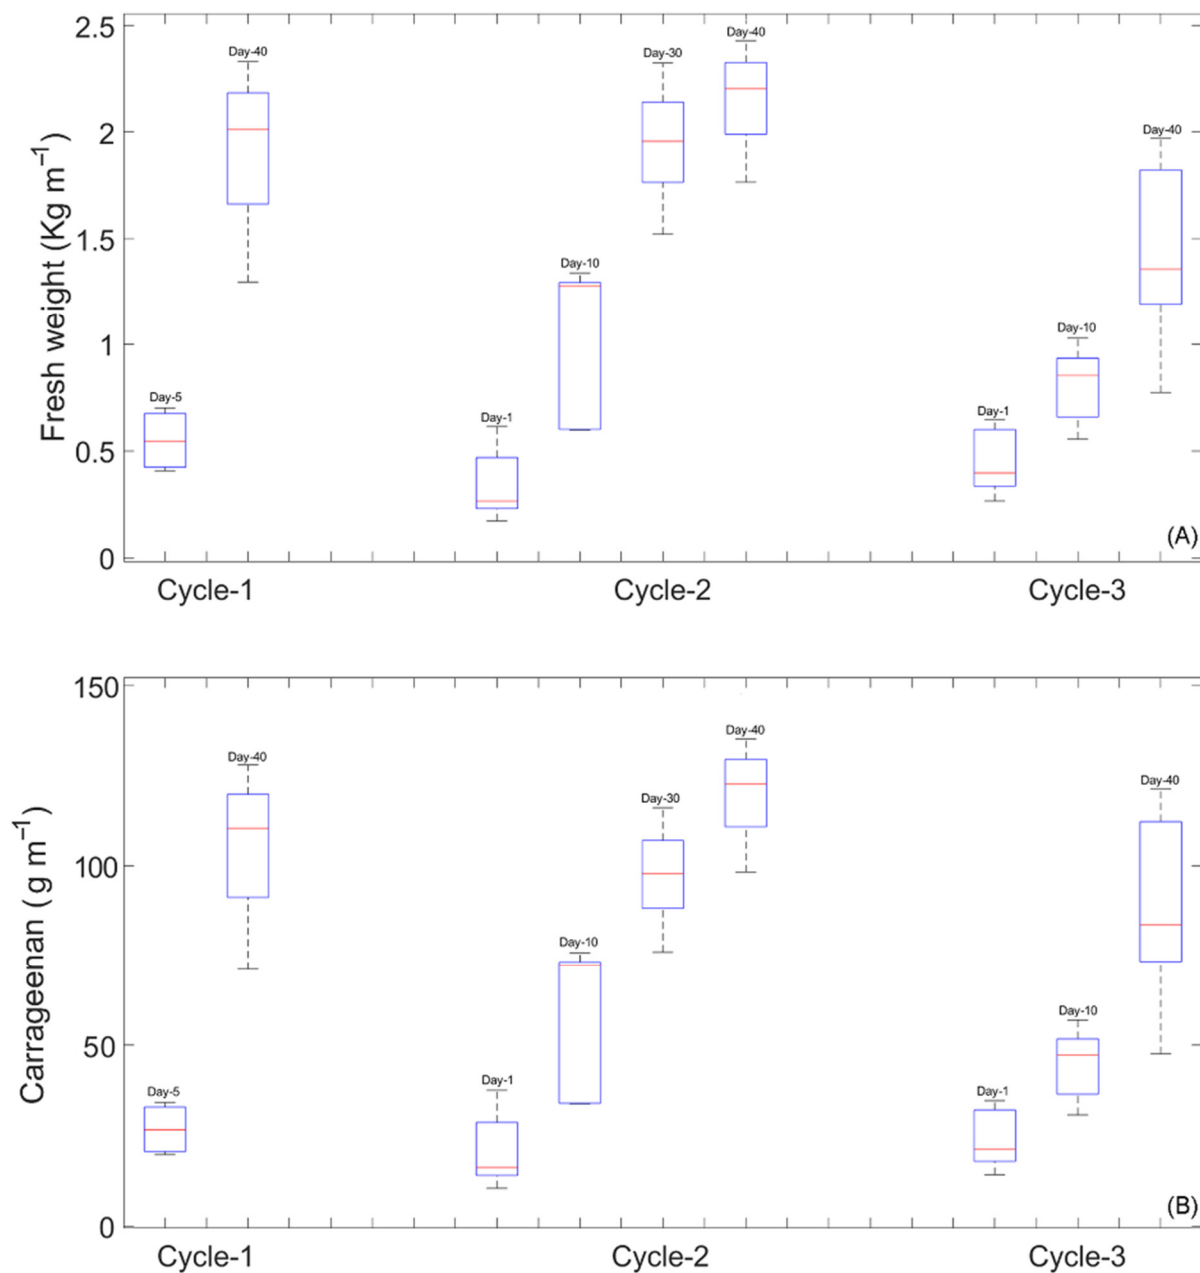 2.5
Day-40
Day-30
Day-40
2
Day-40
1.5
Day-10
1
Day-10
Day-5
Day-1
Day-1
0.5
0
Fresh weight (Kg m⁻¹)
(A)
Cycle-1 Cycle-2 Cycle-3
150
Day-40
Day-40
Day-30
Day-40
100
Day-10
Day-10
50
Day-5
Day-1
Day-1
0
Carrageenan ( g m⁻¹)
(B)
Cycle-1 Cycle-2 Cycle-3